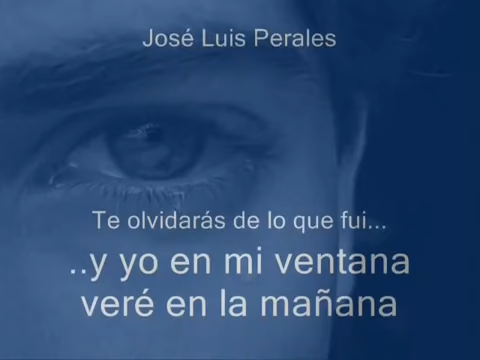 José Luis Perales
Te olvidarás de lo que fui...
..y yo en mi ventana
veré en la mañana